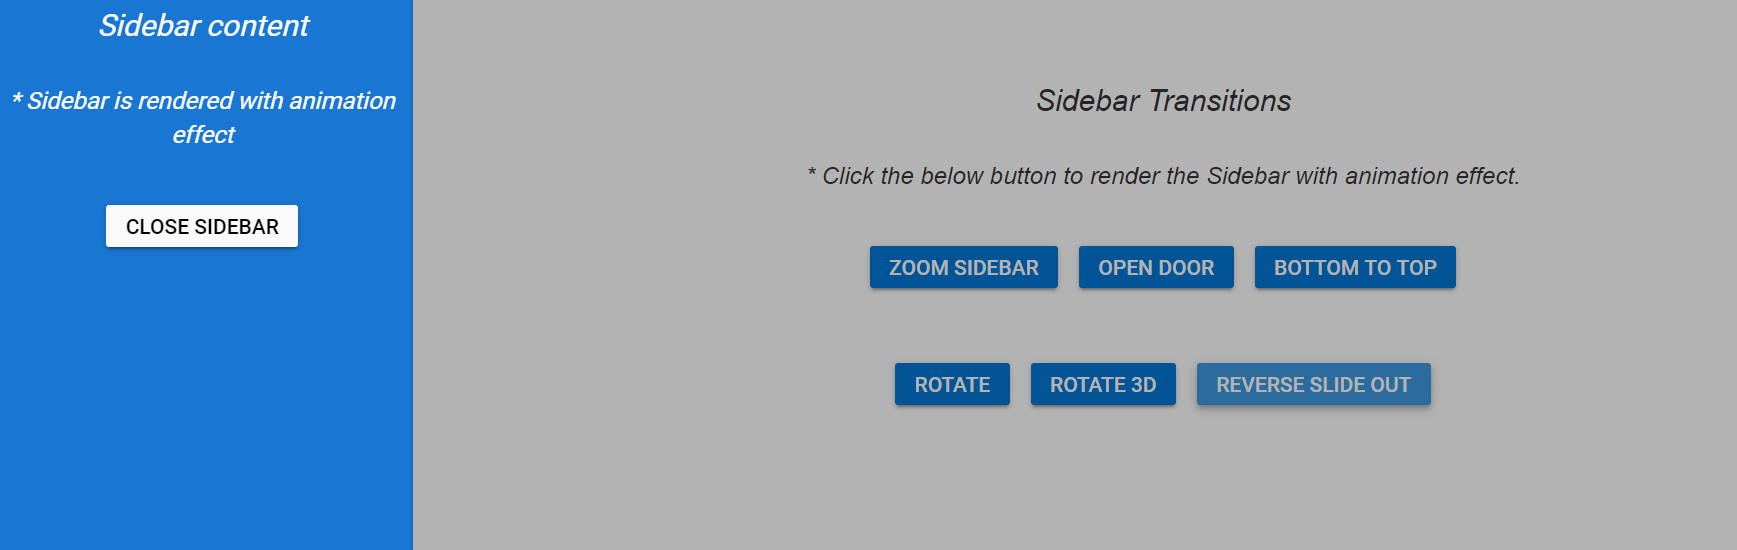 Sidebar content
* Sidebar is rendered with animation
effect
CLOSE SIDEBAR
Sidebar Transitions
* Click the below button to render the Sidebar with animation effect.
ZOOM SIDEBAR OPEN DOOR BOTTOM TO TOP
ROTATE ROTATE 3D REVERSE SLIDE OUT